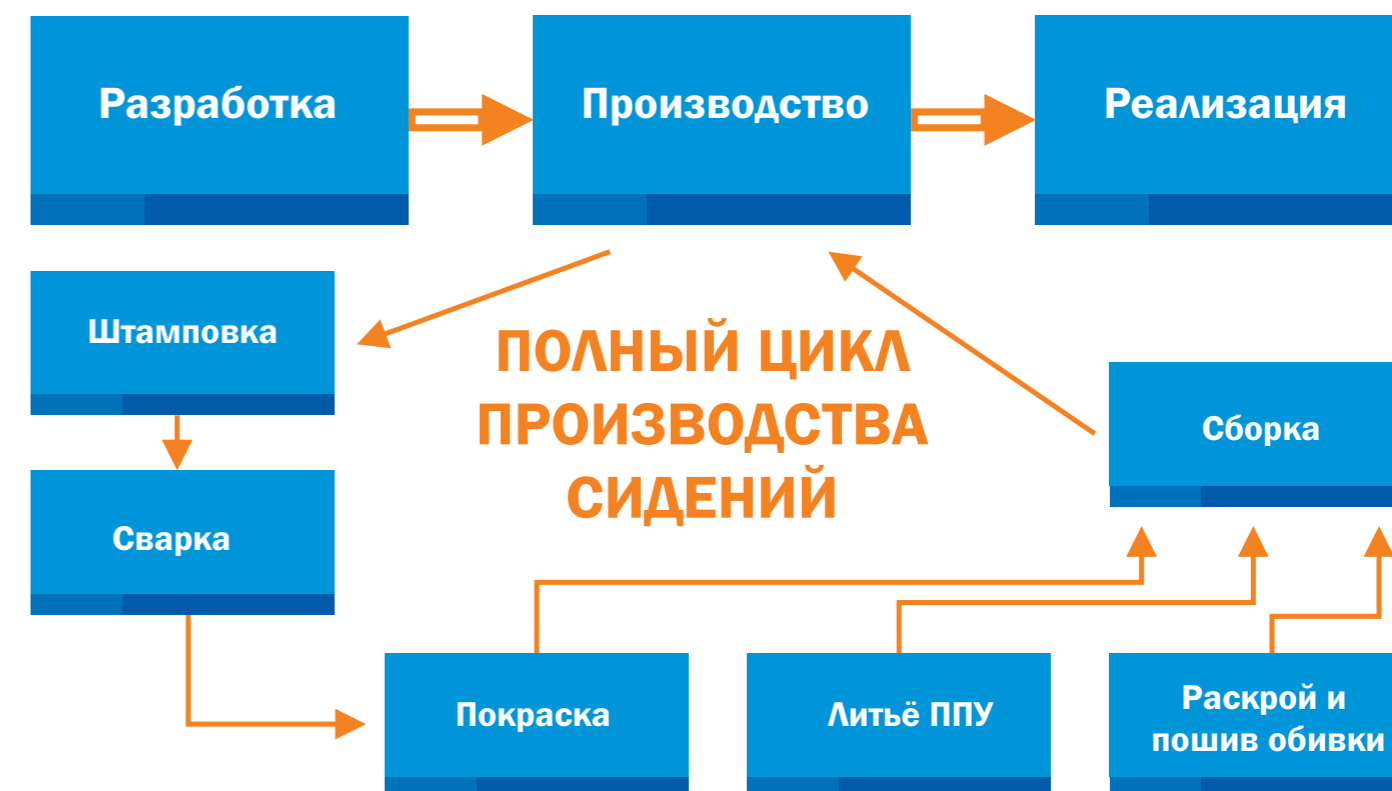 Разработка
Производство
Реализация
Штамповка
ПОЛНЫЙ ЦИКЛ
ПРОИЗВОДСТВА
СИДЕНИЙ
Сборка
Сварка
Покраска
Литьё ППУ
Раскрой и
пошив обивки